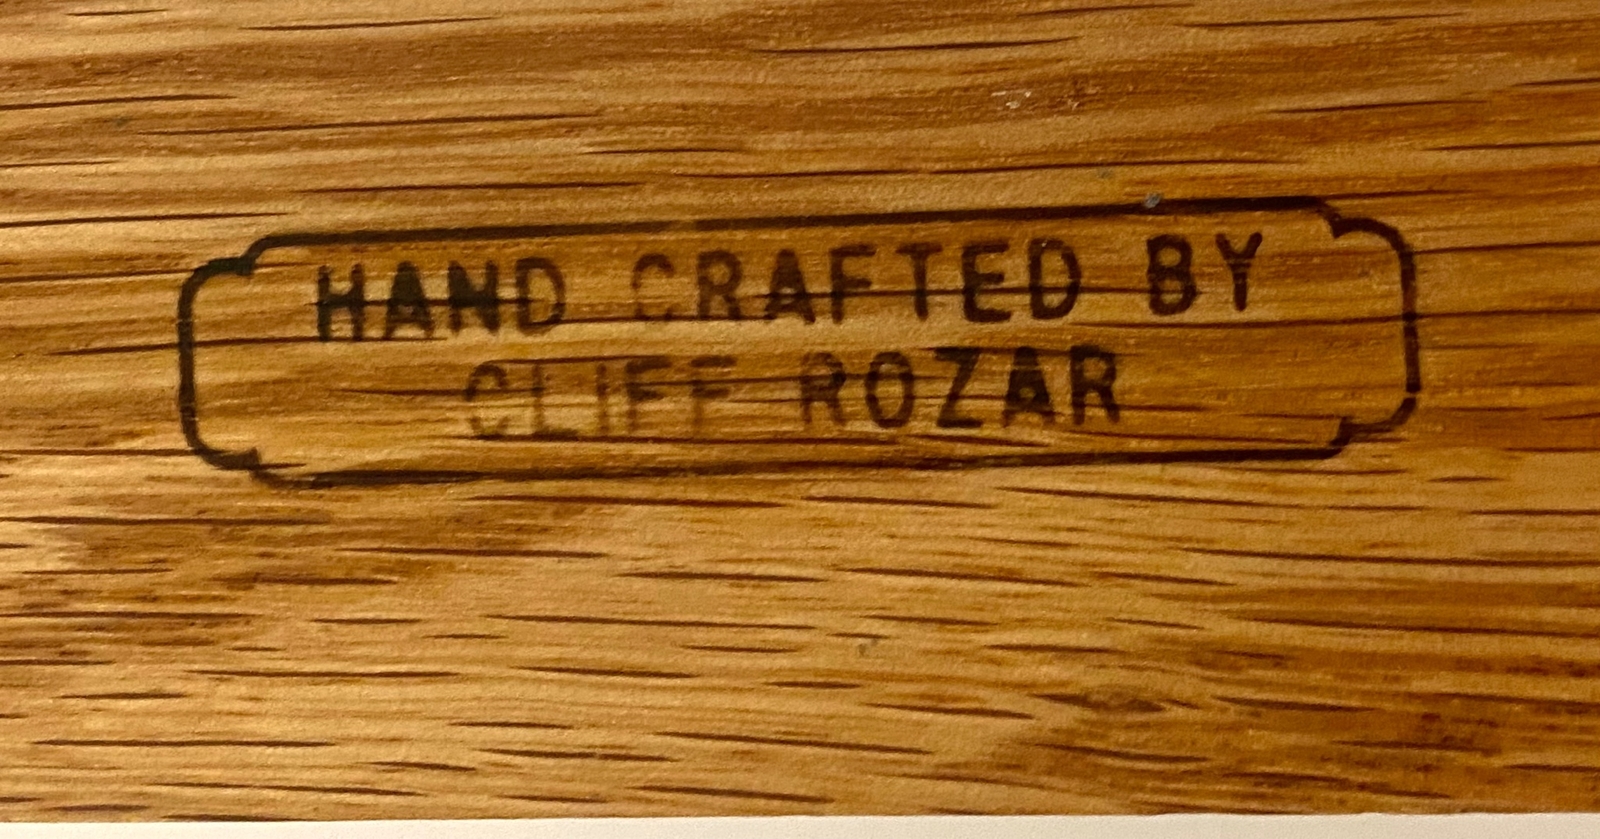 HAND CRAFTED BY
CLIFF ROZAR